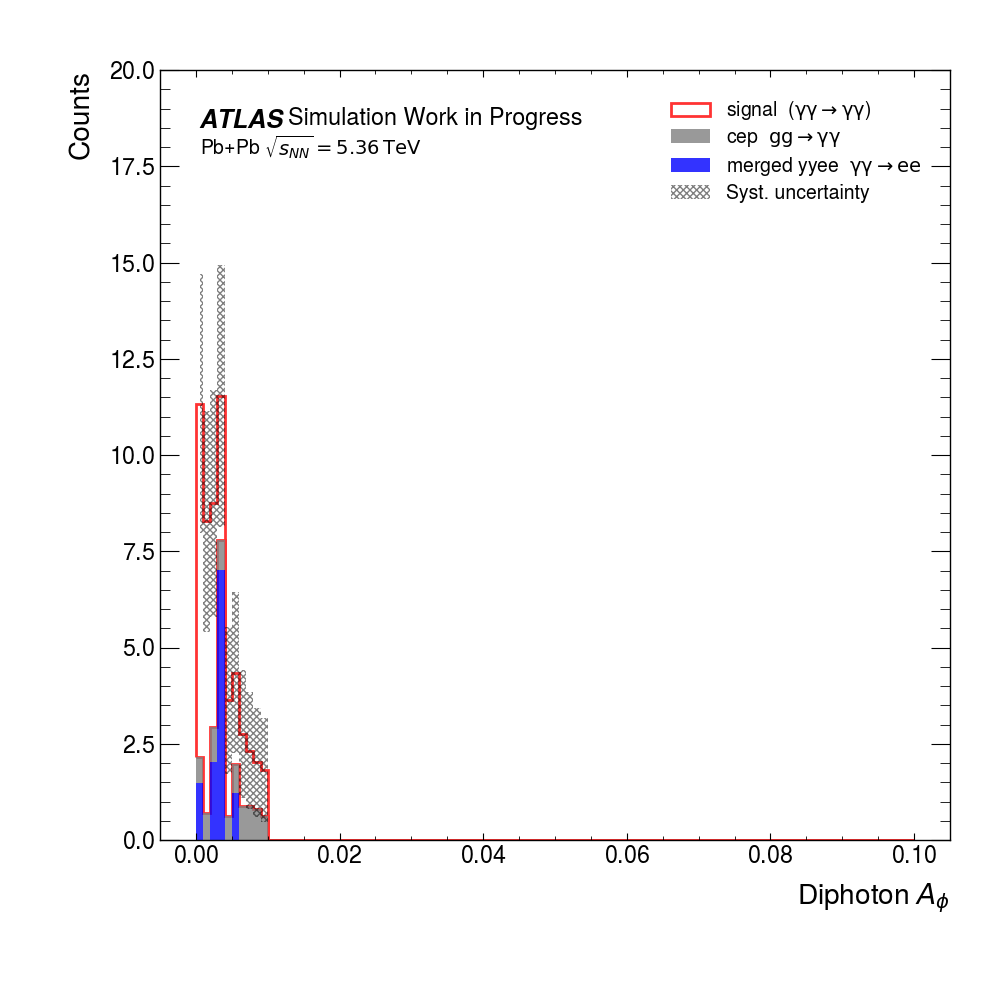 Counts
20.0
17.5
15.0
12.5
10.0
7.5
5.0
2.5
0.0
ATLAS Simulation Work in Progress
Pb+Pb √s_NN = 5.36 TeV
signal (γγ → γγ)
cep gg → γγ
merged yyee γγ → ee
Syst. uncertainty
0.00 0.02 0.04 0.06 0.08 0.10
Diphoton A_ϕ